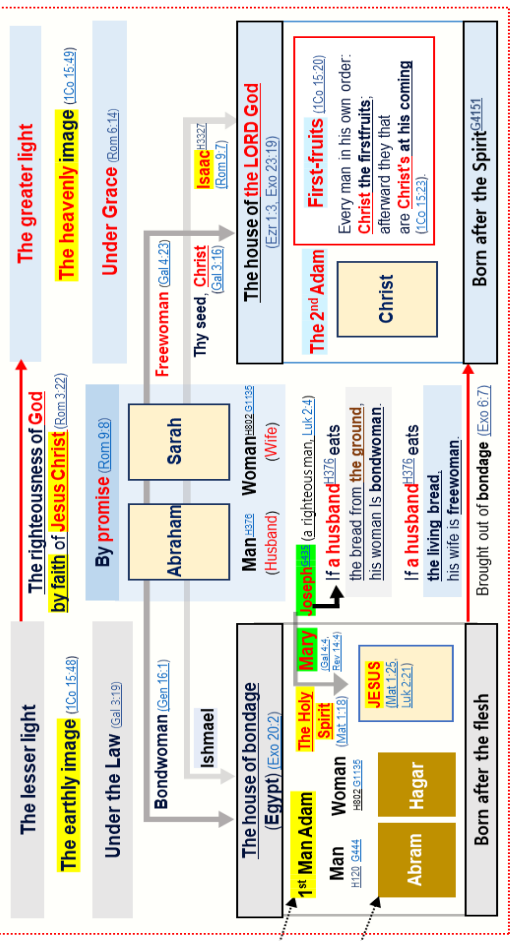 The lesser light
The righteousness of God
by faith of Jesus Christ (Rom 3:22)
The greater light
The earthly image (1Co 15:48)
The heavenly image (1Co 15:49)
Under the Law (Gal 3:19)
By promise (Rom 9:8)
Under Grace (Rom 6:14)
Bondwoman (Gen 16:1)
Abraham
Sarah
Freewoman (Gal 4:23)
Ishmael
Thy seed, Christ
(Gal 3:16)
Isaac H3327
(Rom 9:7)
Man H376
(Husband)
Woman H802 G1135
(Wife)
The house of bondage
(Egypt) (Exo 20:2)
The house of the LORD God
(Ezr 1:3, Exo 23:19)
1st Man Adam
The Holy
Spirit
(Mat 1:18)
Mary
(Gal 4:4,
Rev 14:4)
Joseph G435 (a righteous man, Luk 2:4)
If a husband H376 eats
the bread from the ground,
his woman Is bondwoman.
If a husband H376 eats
the living bread,
his wife is freewoman.
Man
H120 G444
Woman
H802 G1135
Abram
Hagar
JESUS
(Mat 1:25,
Luk 2:21)
The 2nd Adam
Christ
First-fruits (1Co 15:20)
Every man in his own order:
Christ the firstfruits;
afterward they that
are Christ's at his coming
(1Co 15:23).
Born after the flesh
Brought out of bondage (Exo 6:7)
Born after the Spirit G4151